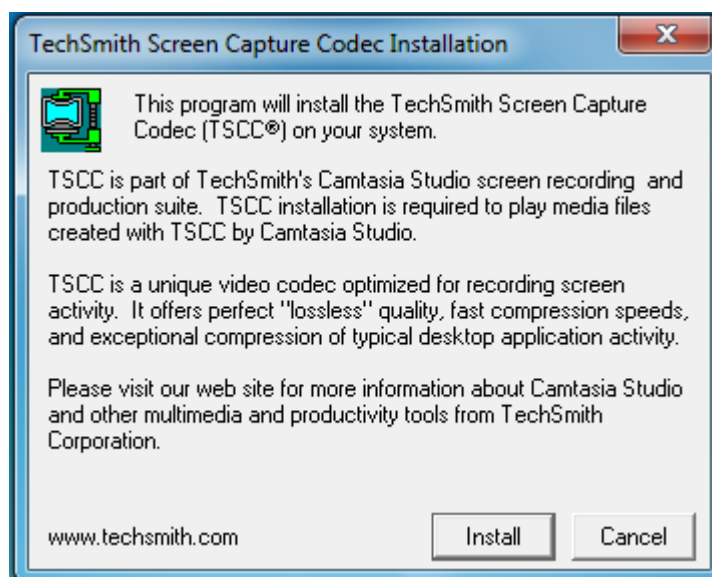 TechSmith Screen Capture Codec Installation
This program will install the TechSmith Screen Capture
Codec (TSCC®) on your system.
TSCC is part of TechSmith's Camtasia Studio screen recording  and
production suite.  TSCC installation is required to play media files
created with TSCC by Camtasia Studio.
TSCC is a unique video codec optimized for recording screen
activity.  It offers perfect "lossless" quality, fast compression speeds,
and exceptional compression of typical desktop application activity.
Please visit our web site for more information about Camtasia Studio
and other multimedia and productivity tools from TechSmith
Corporation.
www.techsmith.com
Install
Cancel